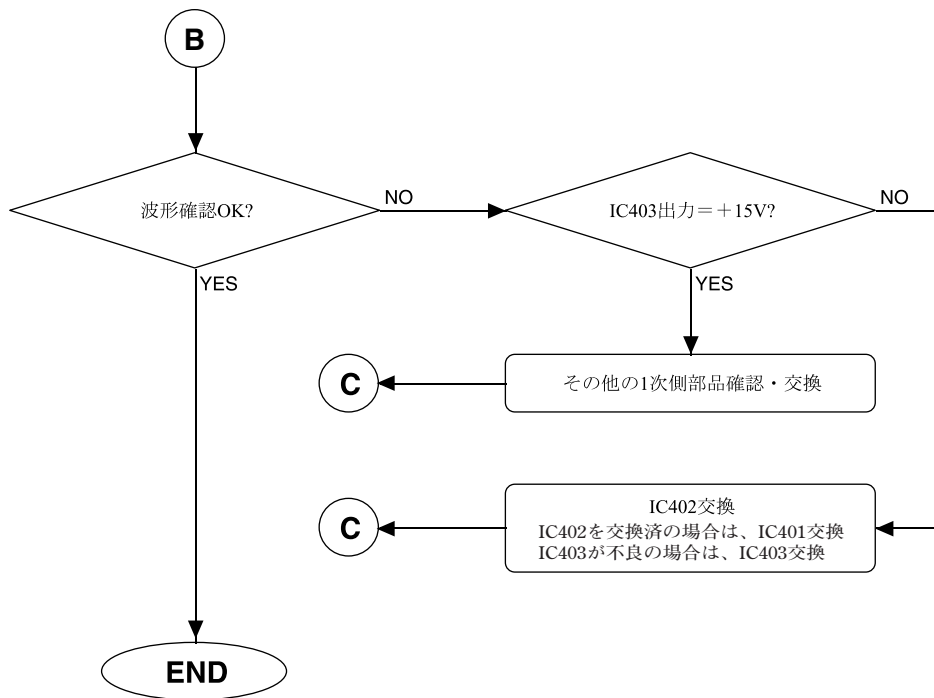 B
波形確認OK?
NO
IC403出力＝＋15V?
NO
YES
YES
C
その他の1次側部品確認・交換
C
IC402交換
IC402を交換済の場合は、IC401交換
IC403が不良の場合は、IC403交換
END